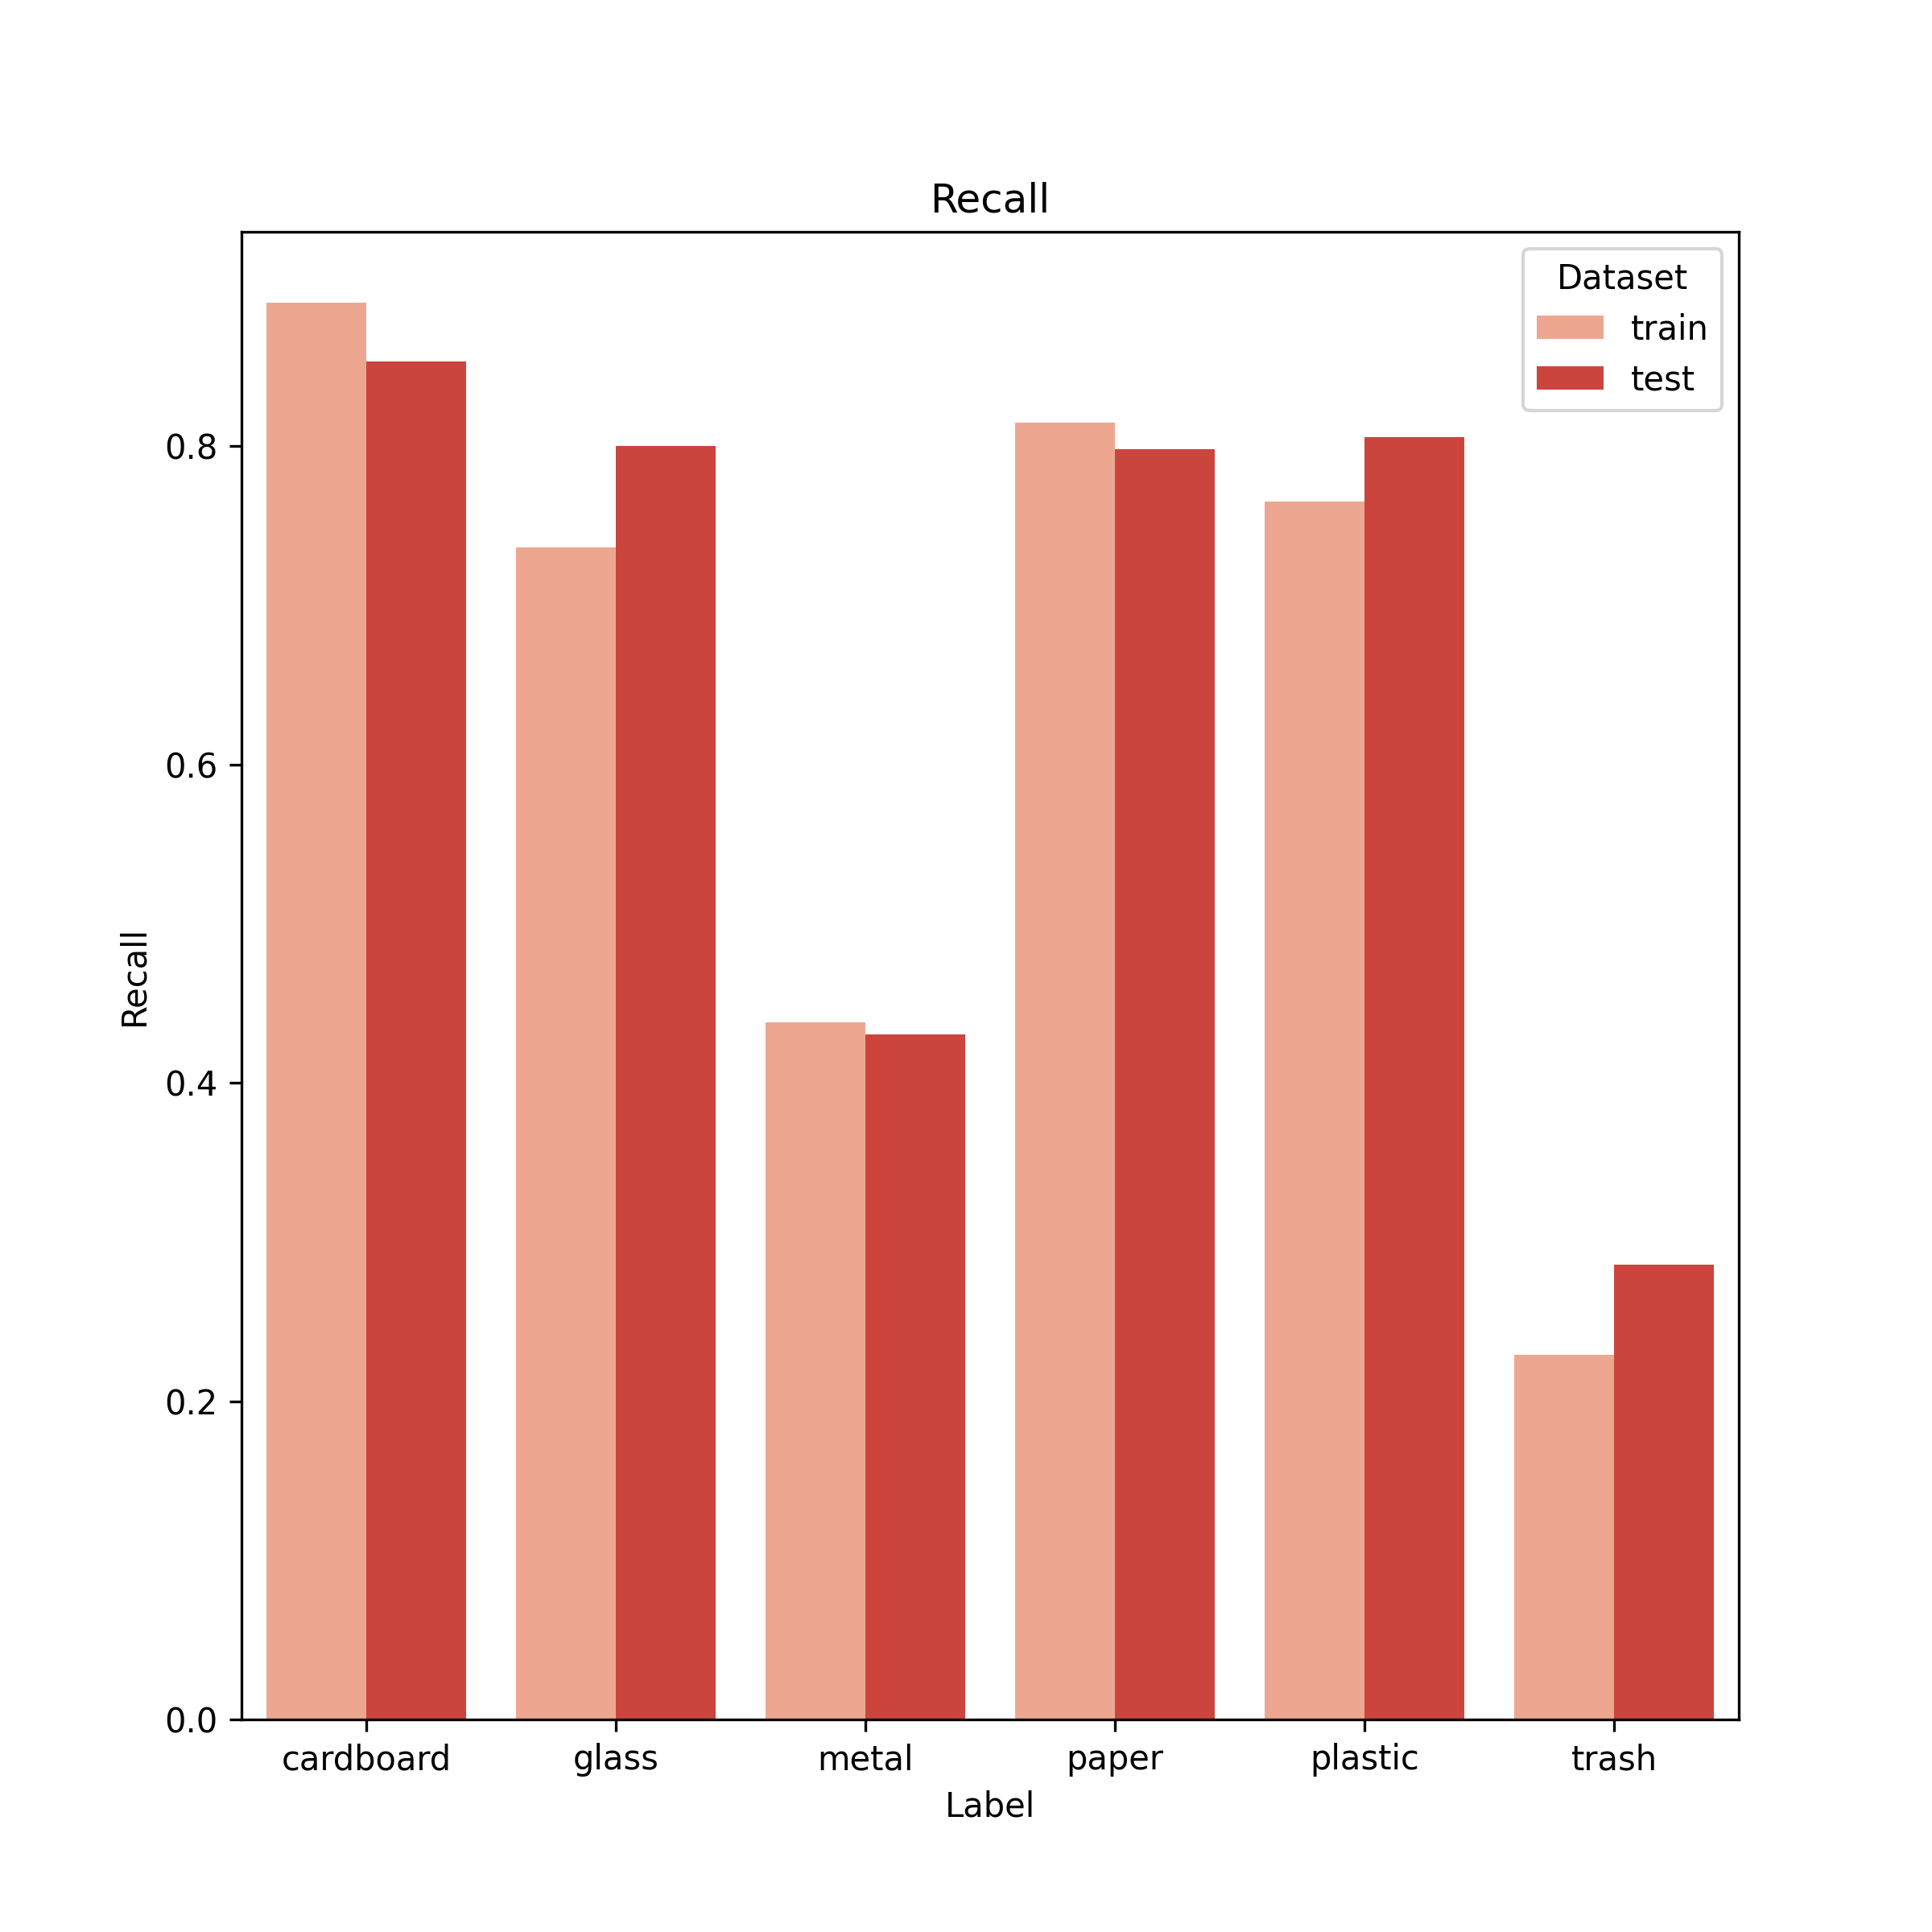 Recall
Dataset
train
test
0.8
0.6
0.4
0.2
0.0
Recall
cardboard glass metal paper plastic trash
Label